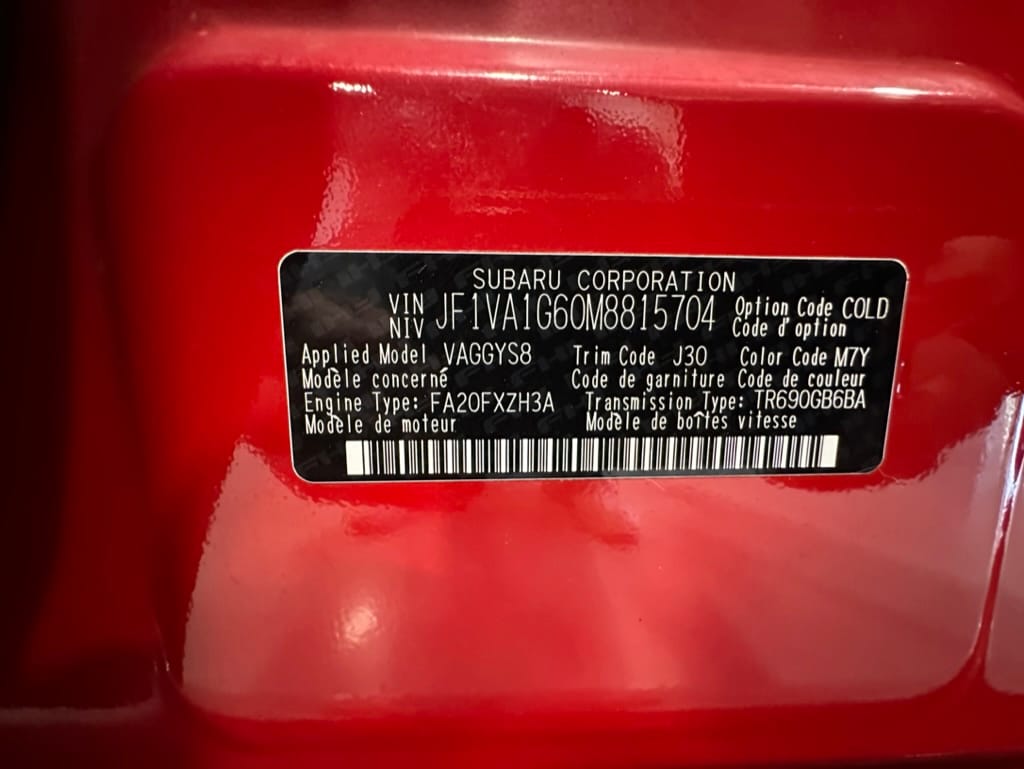 SUBARU CORPORATION
VIN
NIV JF1VA1G60M8815704 Option Code COLD
Code d'option
Applied Model VAGGYS8 Trim Code J30 Color Code M7Y
Modèle concerné Code de garniture Code de couleur
Engine Type: FA20FXZH3A Transmission Type: TR690GB6BA
Modèle de moteur Modèle de boîtes vitesse